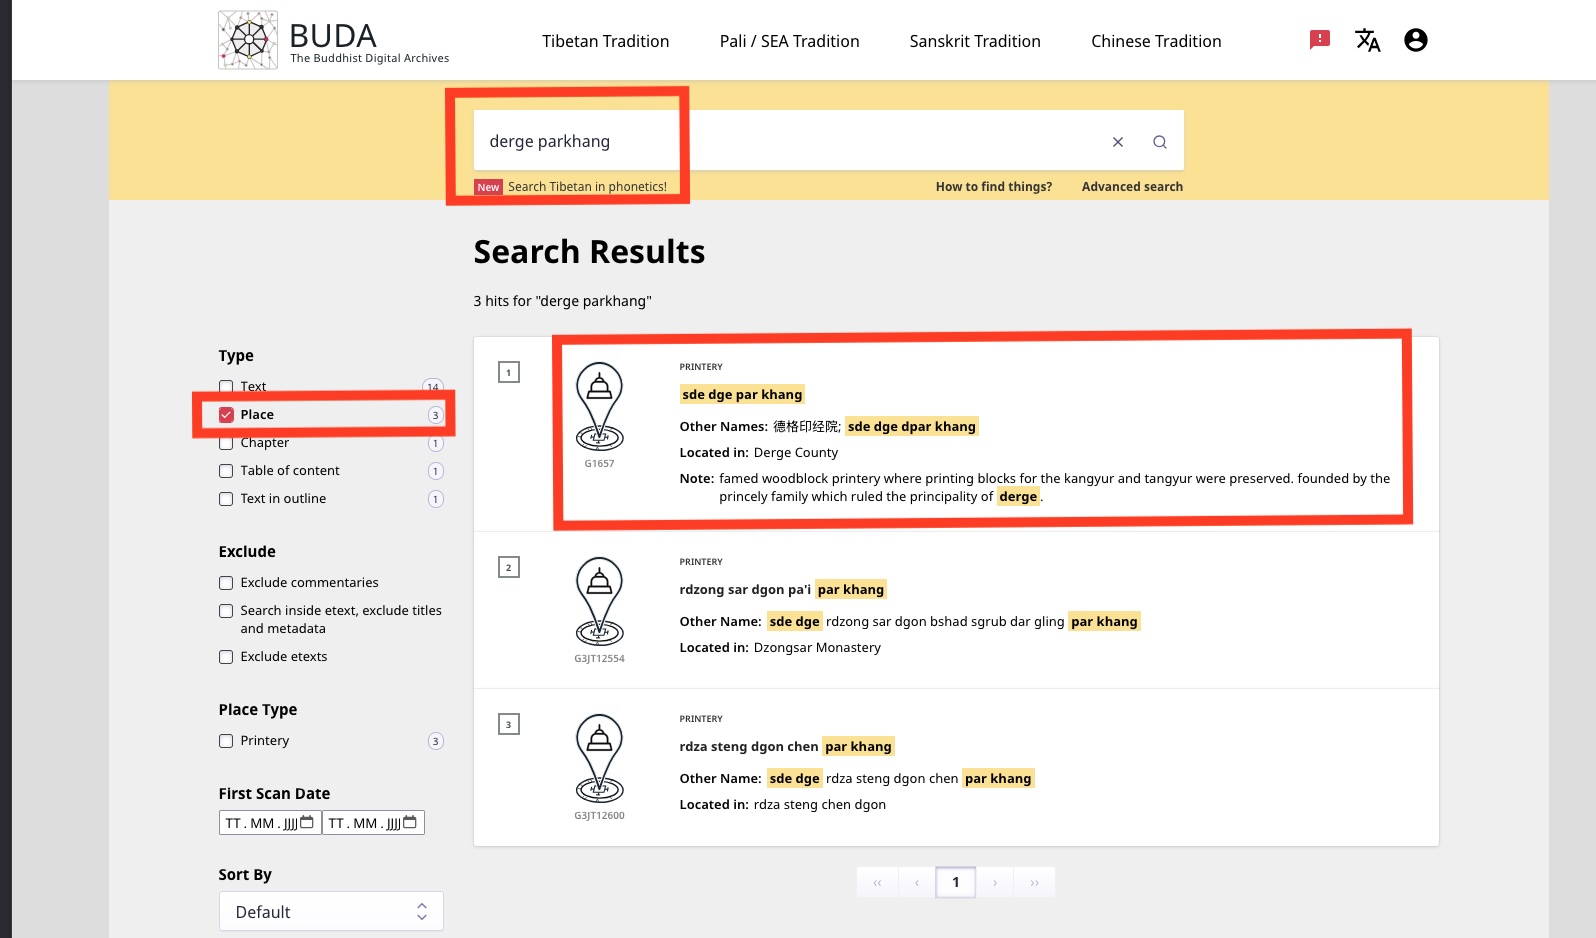 BUDA
The Buddhist Digital Archives
Tibetan Tradition
Pali / SEA Tradition
Sanskrit Tradition
Chinese Tradition
derge parkhang
New Search Tibetan in phonetics!
How to find things?
Advanced search
Search Results
3 hits for "derge parkhang"
Type
Text 14
Place 3
Chapter 1
Table of content 1
Text in outline 1
Exclude
Exclude commentaries
Search inside etext, exclude titles
and metadata
Exclude etexts
Place Type
Printery 3
First Scan Date
TT . MM . JJJJ TT . MM . JJJJ
Sort By
Default
1
G1657
PRINTERY
sde dge par khang
Other Names: 德格印经院; sde dge dpar khang
Located in: Derge County
Note: famed woodblock printery where printing blocks for the kangyur and tangyur were preserved. founded by the
princely family which ruled the principality of derge.
2
G3JT12554
PRINTERY
rdzong sar dgon pa'i par khang
Other Name: sde dge rdzong sar dgon bshad sgrub dar gling par khang
Located in: Dzongsar Monastery
3
G3JT12600
PRINTERY
rdza steng dgon chen par khang
Other Name: sde dge rdza steng dgon chen par khang
Located in: rdza steng chen dgon
‹‹ ‹ 1 › ››